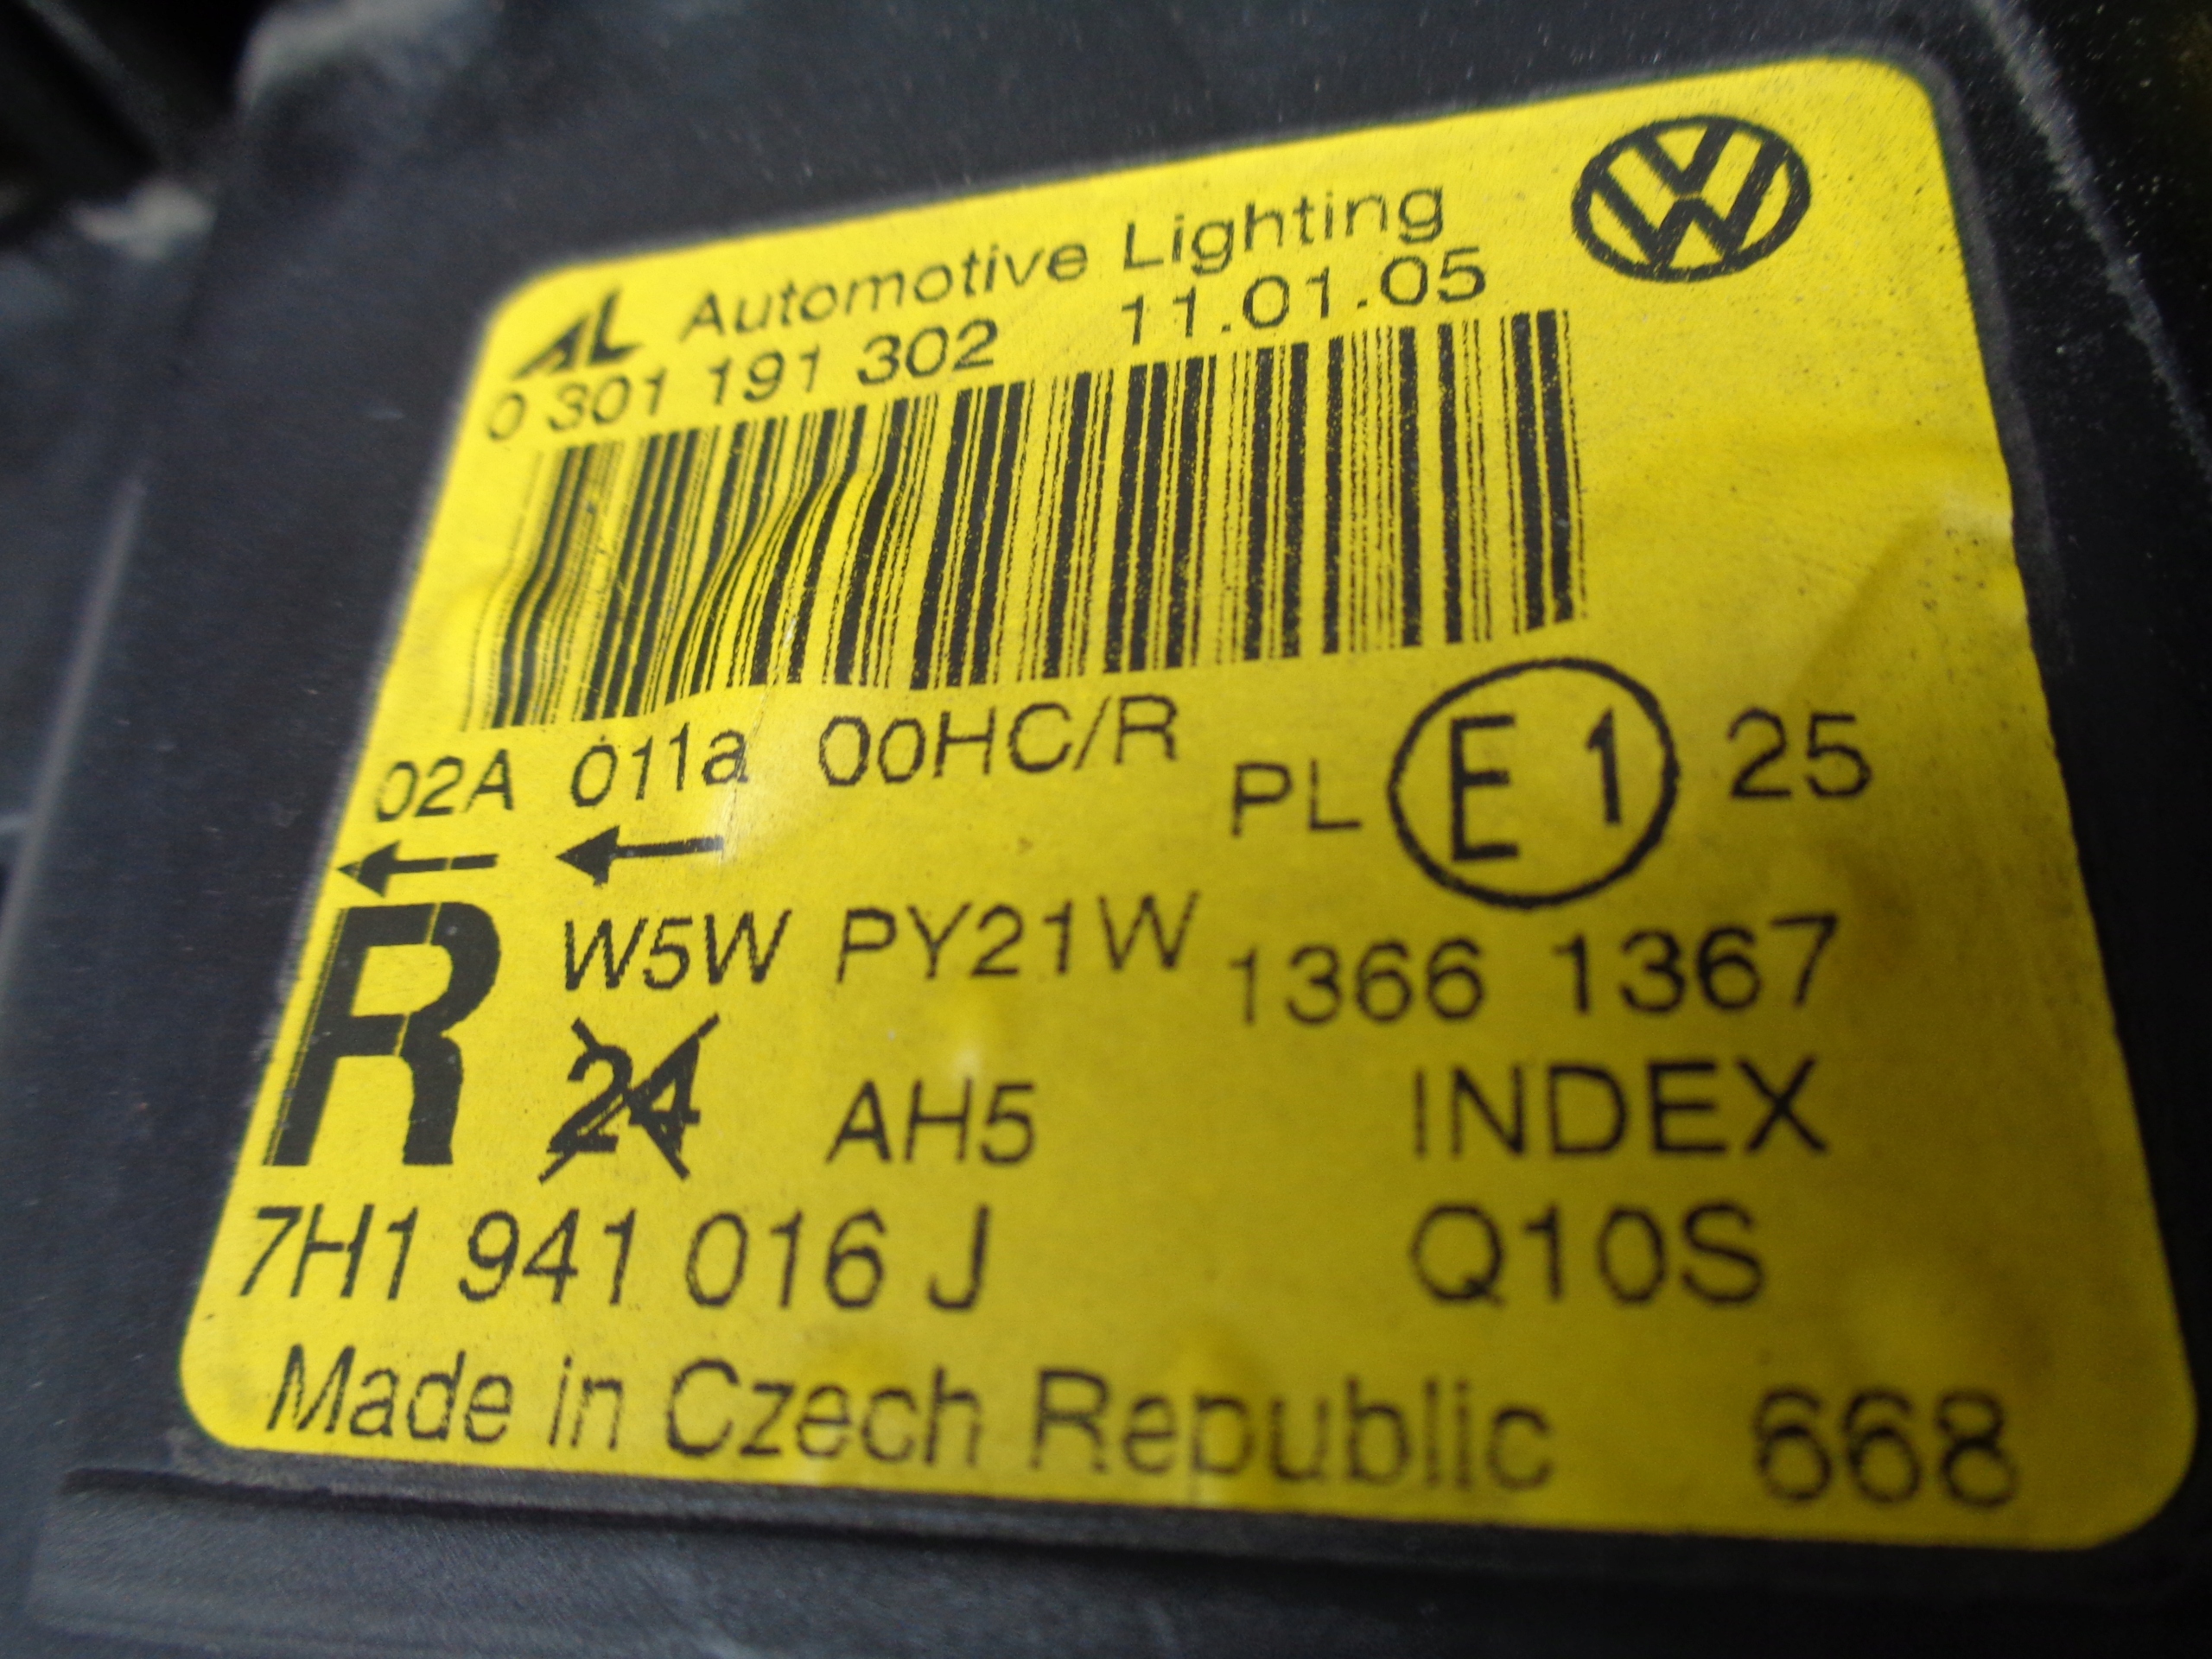 AL Automotive Lighting
0 301 191 302 11.01.05
02A 011a 00HC/R PL E1 25
R W5W PY21W 1366 1367
24 AH5 INDEX
7H1 941 016 J Q10S
Made in Czech Republic 668